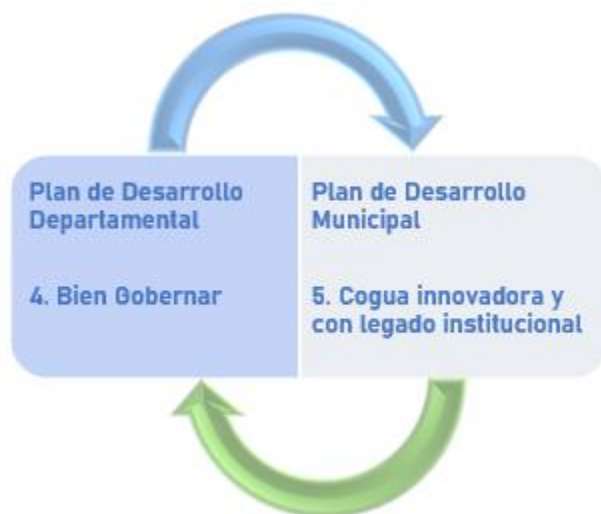 Plan de Desarrollo
Departamental
4. Bien Gobernar
Plan de Desarrollo
Municipal
5. Cogua innovadora y
con legado institucional